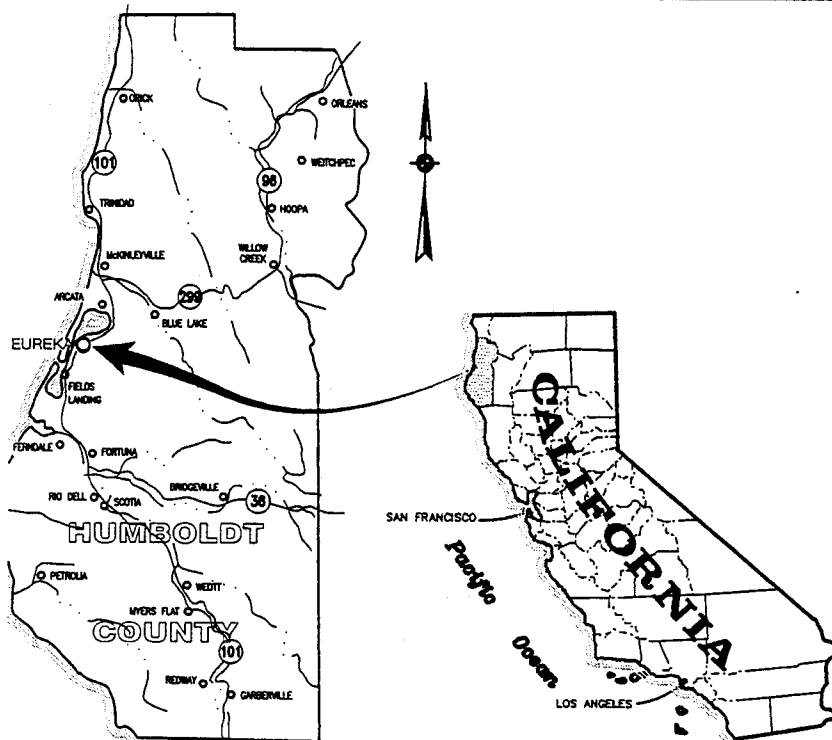 ORICK
ORLEANS
101
WEITCHPEC
96
TRINIDAD
HOOPA
McKINLEYVILLE
WILLOW
CREEK
299
ARCATA
BLUE LAKE
EUREKA
FIELDS
LANDING
FERNDALE
FORTUNA
BRIDGEVILLE
RIO DELL
SCOTIA
36
HUMBOLDT
PETROLIA
WEOTT
MYERS FLAT
COUNTY
101
REDWAY
GARBERVILLE
CALIFORNIA
SAN FRANCISCO
Pacific
Ocean
LOS ANGELES